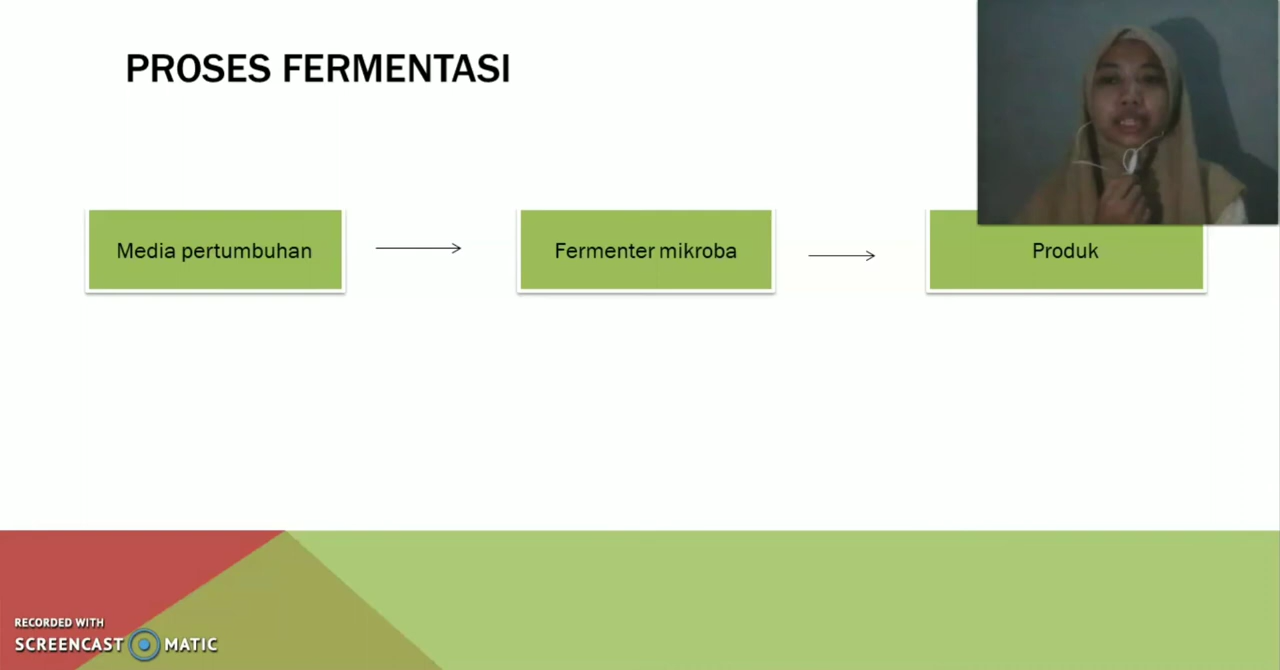 PROSES FERMENTASI
Media pertumbuhan
Fermenter mikroba
Produk
RECORDED WITH
SCREENCAST MATIC